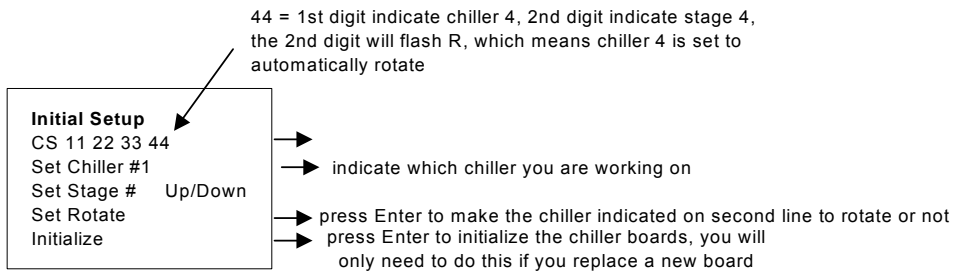 44 = 1st digit indicate chiller 4, 2nd digit indicate stage 4,
the 2nd digit will flash R, which means chiller 4 is set to
automatically rotate
Initial Setup
CS 11 22 33 44
Set Chiller #1
indicate which chiller you are working on
Set Stage # Up/Down
Set Rotate
press Enter to make the chiller indicated on second line to rotate or not
Initialize
press Enter to initialize the chiller boards, you will
only need to do this if you replace a new board